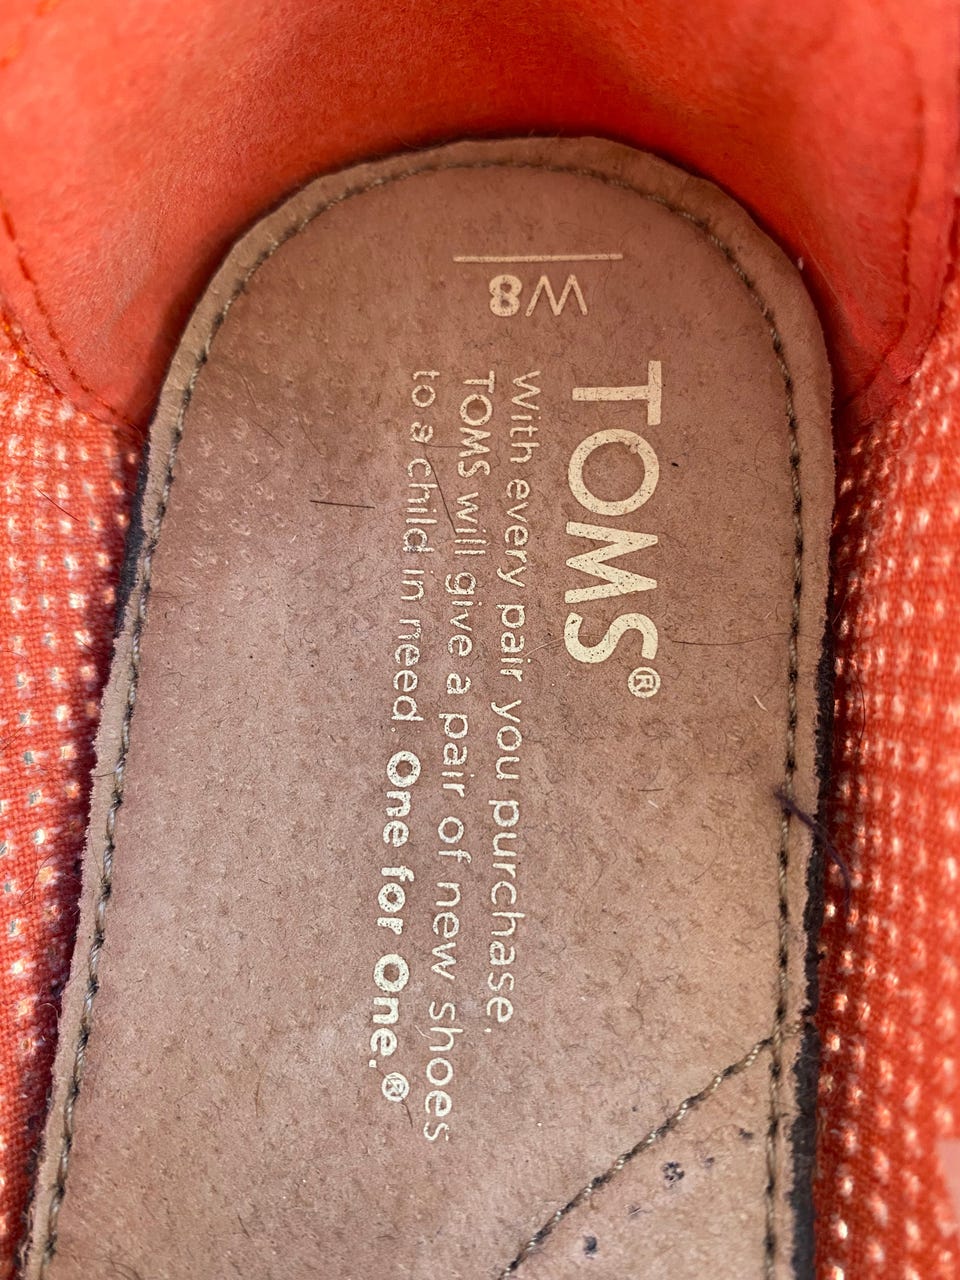 W8
TOMS®
With every pair you purchase,
TOMS will give a pair of new shoes
to a child in need. One for One.®